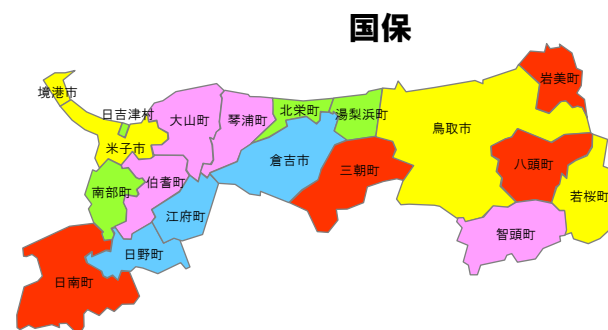 国保
岩美町
境港市
日吉津村
大山町
琴浦町
北栄町
湯梨浜町
鳥取市
米子市
倉吉市
三朝町
八頭町
伯耆町
南部町
若桜町
江府町
智頭町
日野町
日南町